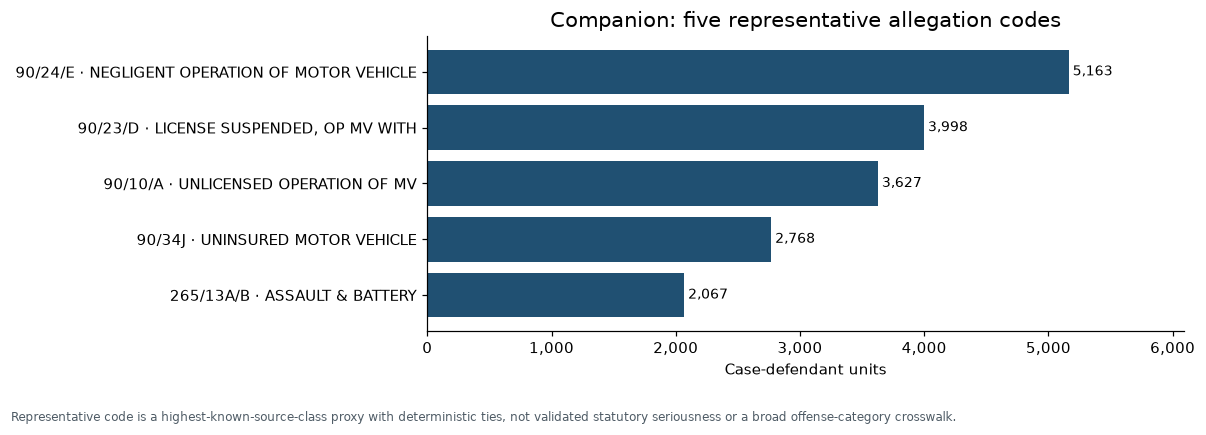 Companion: five representative allegation codes
90/24/E · NEGLIGENT OPERATION OF MOTOR VEHICLE
5,163
90/23/D · LICENSE SUSPENDED, OP MV WITH
3,998
90/10/A · UNLICENSED OPERATION OF MV
3,627
90/34J · UNINSURED MOTOR VEHICLE
2,768
265/13A/B · ASSAULT & BATTERY
2,067
0 1,000 2,000 3,000 4,000 5,000 6,000
Case-defendant units
Representative code is a highest-known-source-class proxy with deterministic ties, not validated statutory seriousness or a broad offense-category crosswalk.